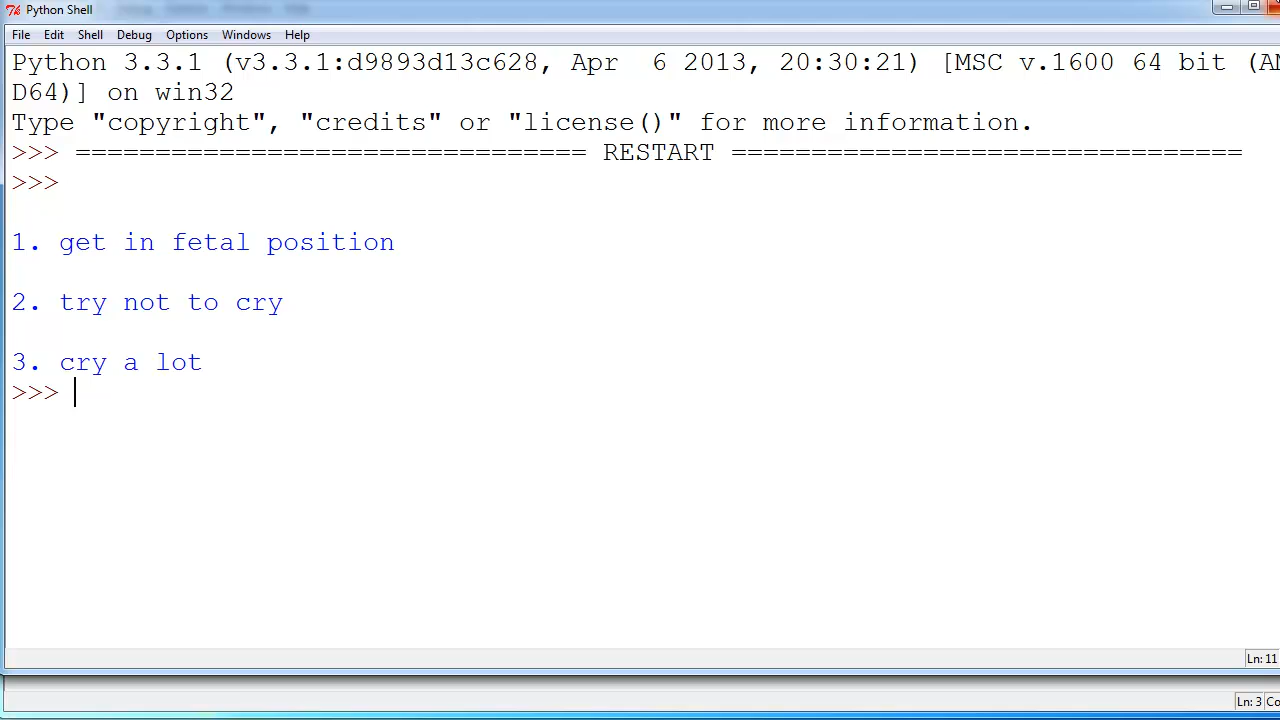 Python Shell
File Edit Shell Debug Options Windows Help
Python 3.3.1 (v3.3.1:d9893d13c628, Apr  6 2013, 20:30:21) [MSC v.1600 64 bit (AM
D64)] on win32
Type "copyright", "credits" or "license()" for more information.
>>> ================================ RESTART ================================
>>>
1. get in fetal position
2. try not to cry
3. cry a lot
>>>
Ln: 11
Ln: 3 Co